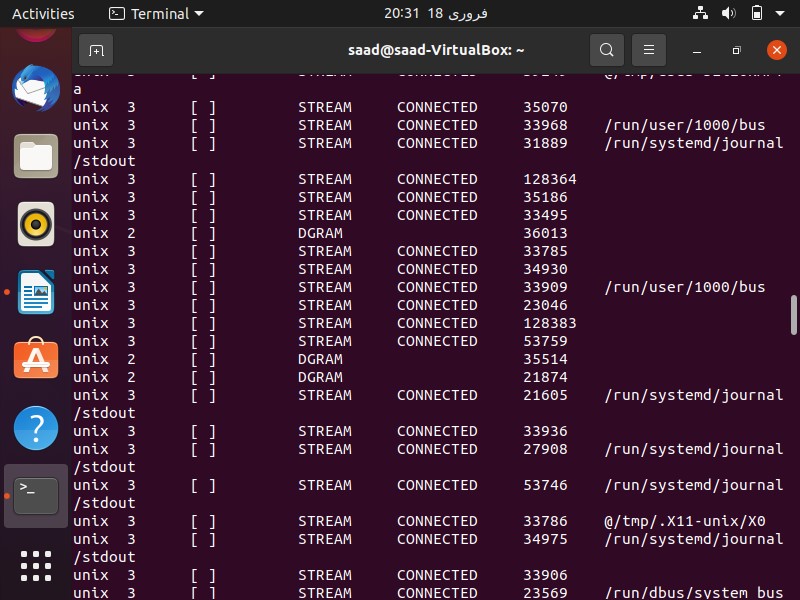 Activities
Terminal
20:31 18 فروری
saad@saad-VirtualBox: ~
a
unix 3 [ ] STREAM CONNECTED 35070
unix 3 [ ] STREAM CONNECTED 33968 /run/user/1000/bus
unix 3 [ ] STREAM CONNECTED 31889 /run/systemd/journal
/stdout
unix 3 [ ] STREAM CONNECTED 128364
unix 3 [ ] STREAM CONNECTED 35186
unix 3 [ ] STREAM CONNECTED 33495
unix 2 [ ] DGRAM 36013
unix 3 [ ] STREAM CONNECTED 33785
unix 3 [ ] STREAM CONNECTED 34930
unix 3 [ ] STREAM CONNECTED 33909 /run/user/1000/bus
unix 3 [ ] STREAM CONNECTED 23046
unix 3 [ ] STREAM CONNECTED 128383
unix 3 [ ] STREAM CONNECTED 53759
unix 2 [ ] DGRAM 35514
unix 2 [ ] DGRAM 21874
unix 3 [ ] STREAM CONNECTED 21605 /run/systemd/journal
/stdout
unix 3 [ ] STREAM CONNECTED 33936
unix 3 [ ] STREAM CONNECTED 27908 /run/systemd/journal
/stdout
unix 3 [ ] STREAM CONNECTED 53746 /run/systemd/journal
/stdout
unix 3 [ ] STREAM CONNECTED 33786 @/tmp/.X11-unix/X0
unix 3 [ ] STREAM CONNECTED 34975 /run/systemd/journal
/stdout
unix 3 [ ] STREAM CONNECTED 33906
unix 3 [ ] STREAM CONNECTED 23569 /run/dbus/system_bus